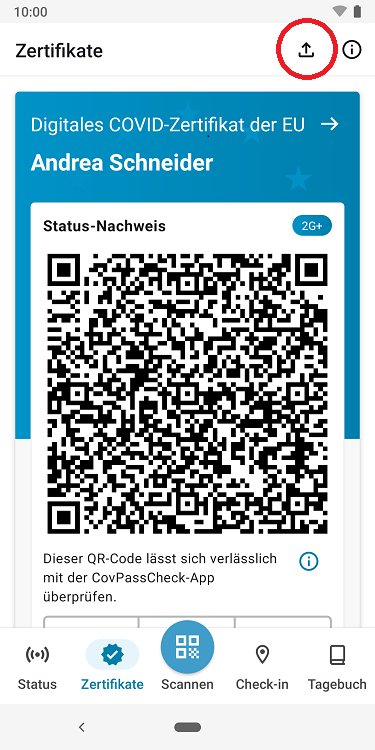 10:00
Zertifikate
Digitales COVID-Zertifikat der EU
Andrea Schneider
Status-Nachweis
2G+
Dieser QR-Code lässt sich verlässlich
mit der CovPassCheck-App
überprüfen.
Status
Zertifikate
Scannen
Check-in
Tagebuch